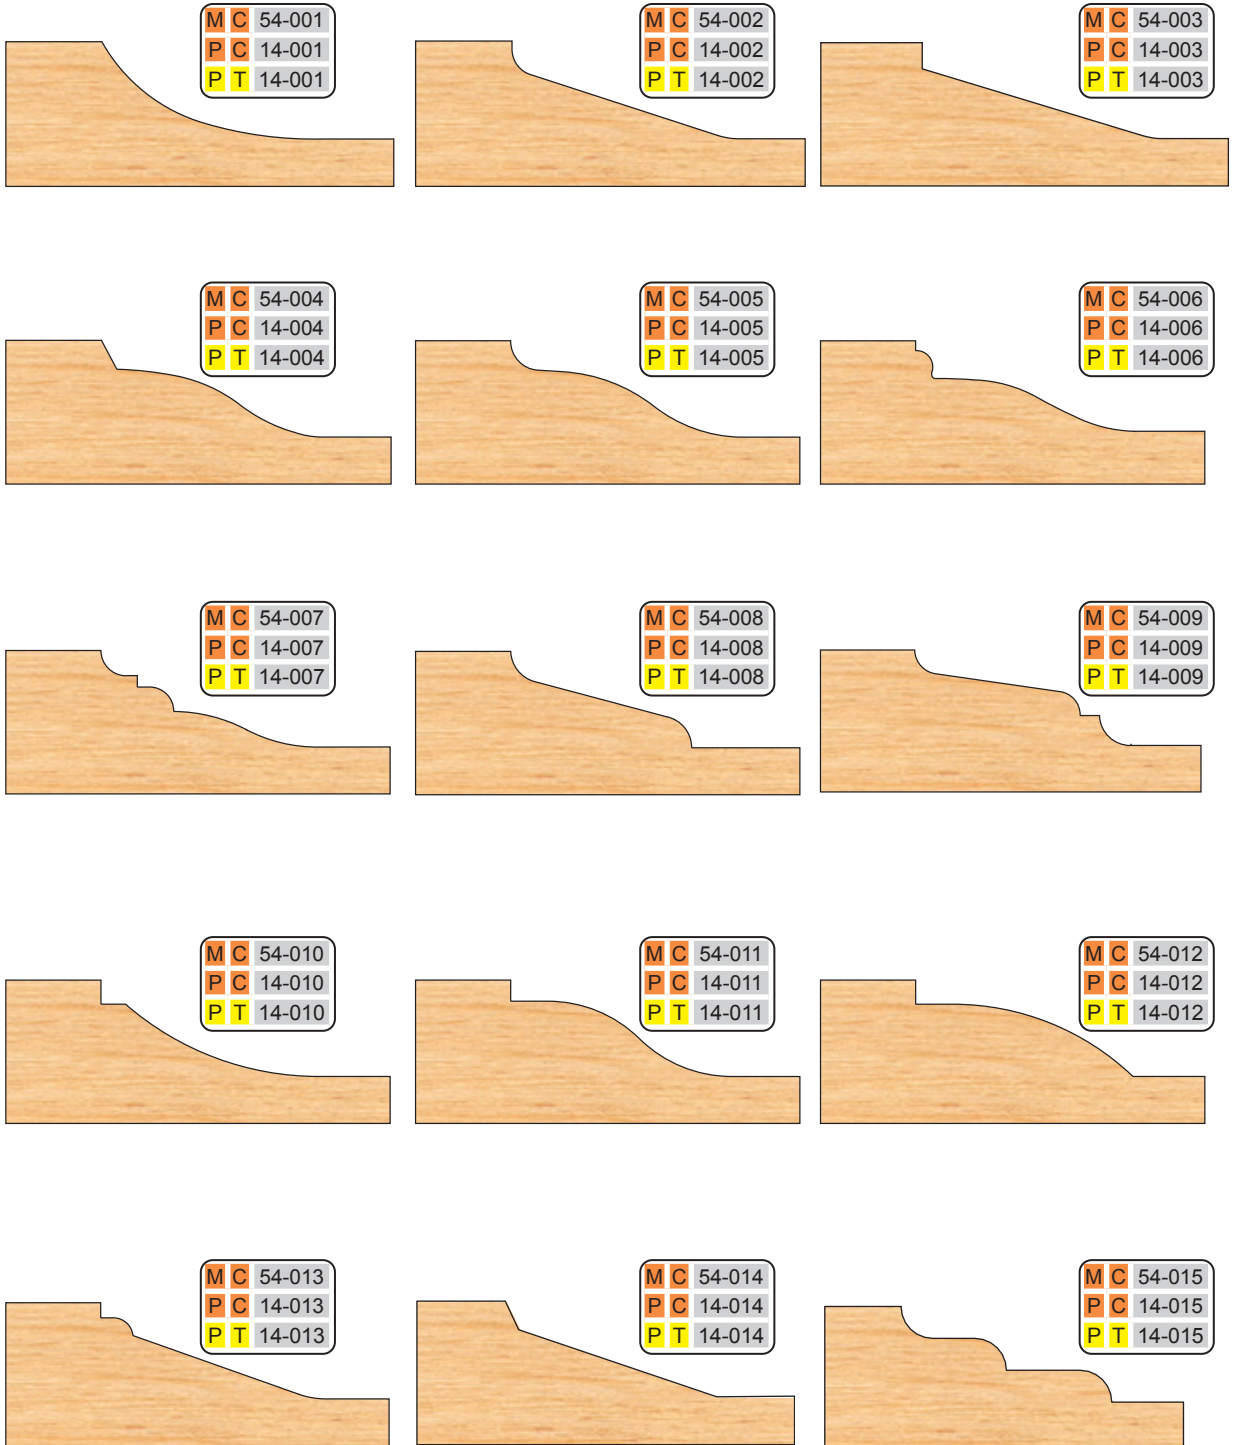 M C 54-001
P C 14-001
P T 14-001
M C 54-002
P C 14-002
P T 14-002
M C 54-003
P C 14-003
P T 14-003
M C 54-004
P C 14-004
P T 14-004
M C 54-005
P C 14-005
P T 14-005
M C 54-006
P C 14-006
P T 14-006
M C 54-007
P C 14-007
P T 14-007
M C 54-008
P C 14-008
P T 14-008
M C 54-009
P C 14-009
P T 14-009
M C 54-010
P C 14-010
P T 14-010
M C 54-011
P C 14-011
P T 14-011
M C 54-012
P C 14-012
P T 14-012
M C 54-013
P C 14-013
P T 14-013
M C 54-014
P C 14-014
P T 14-014
M C 54-015
P C 14-015
P T 14-015